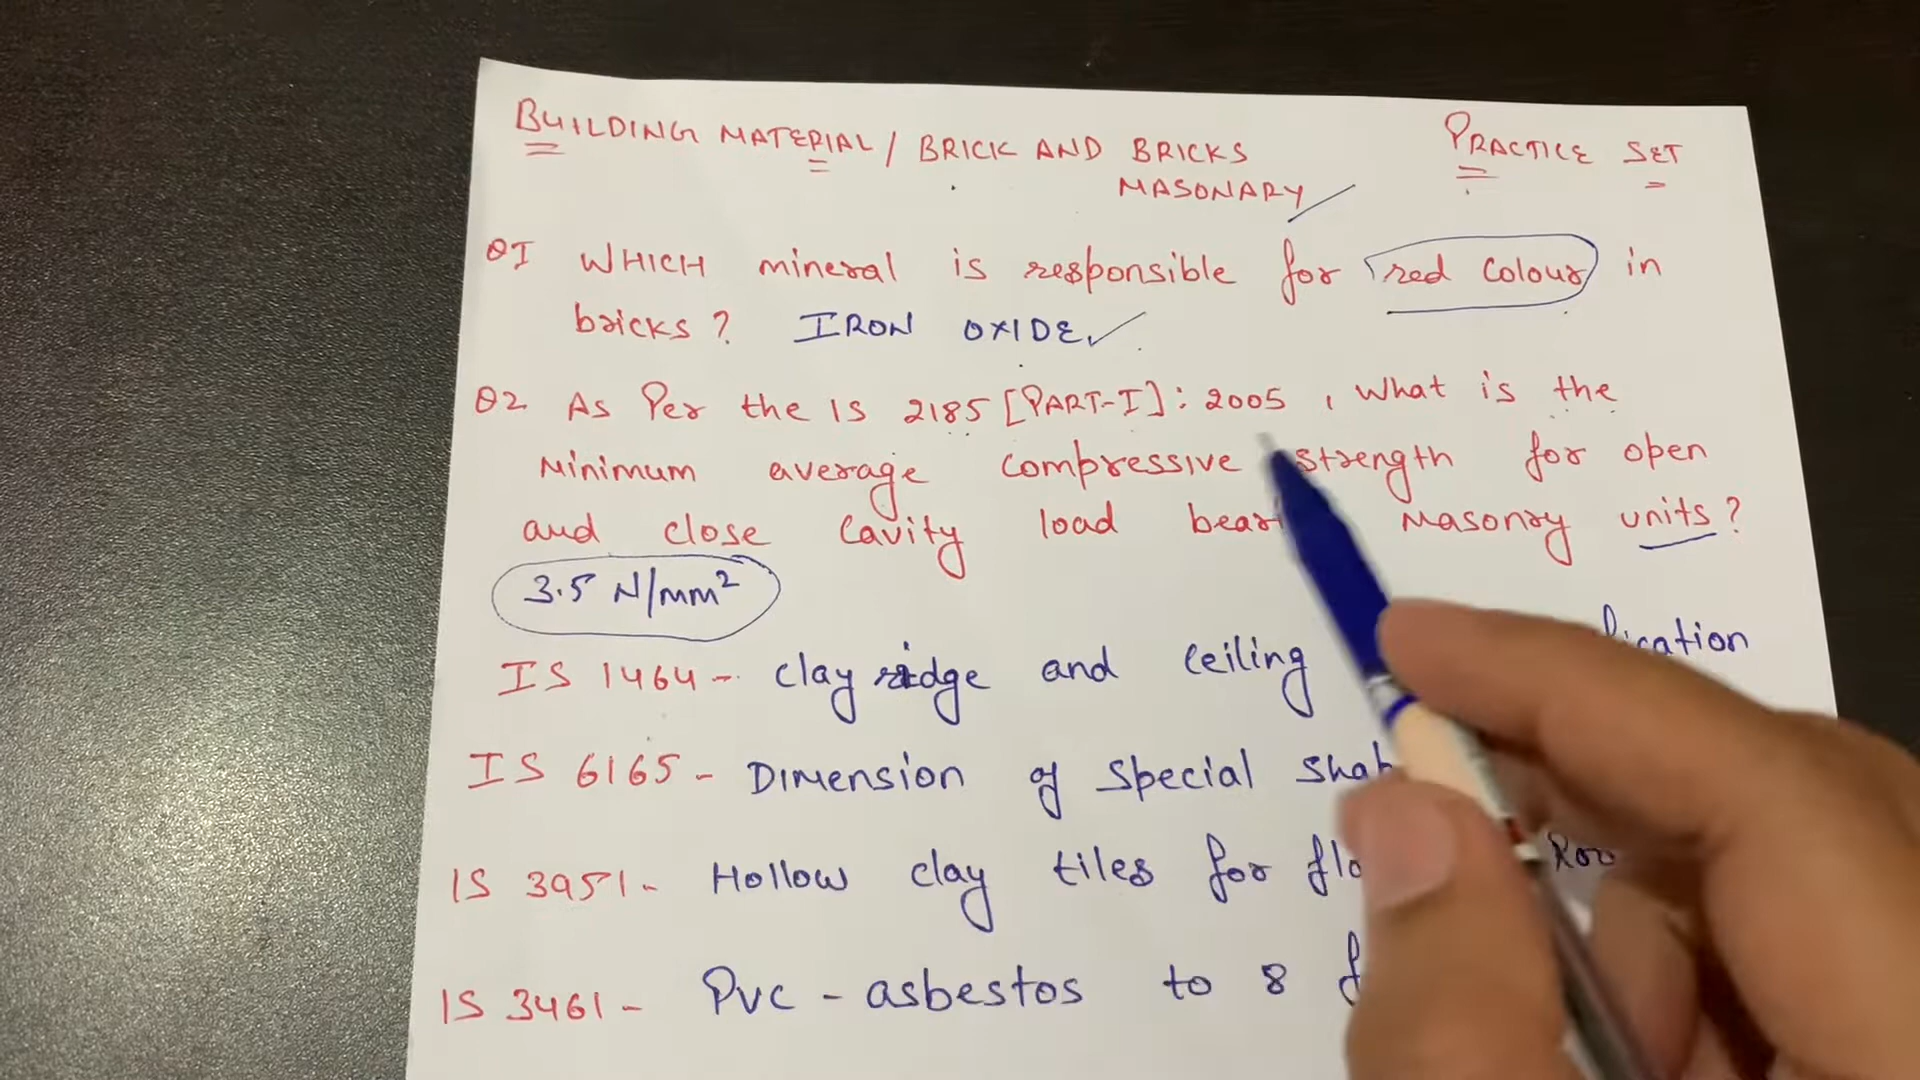 BUILDING MATERIAL / BRICK AND BRICKS MASONARY
PRACTICE SET
Q1 WHICH mineral is responsible for red colour in
bricks? IRON OXIDE
Q2 As Per the IS 2185 [PART-I]: 2005, What is the
Minimum average compressive strength for open
and close cavity load Masonry units?
3.5 N/mm²
IS 1464 - clay ridge and ceiling
IS 6165 - Dimension of special
IS 3951 - Hollow clay tiles for
IS 3461 - PVC - asbestos to 8